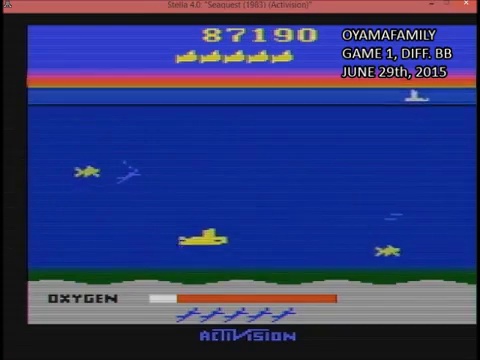 Stella 4.0: "Seaquest (1983) (Activision)"
87190
OYAMAFAMILY
GAME 1, DIFF. BB
JUNE 29th, 2015
OXYGEN
ACTIVISION